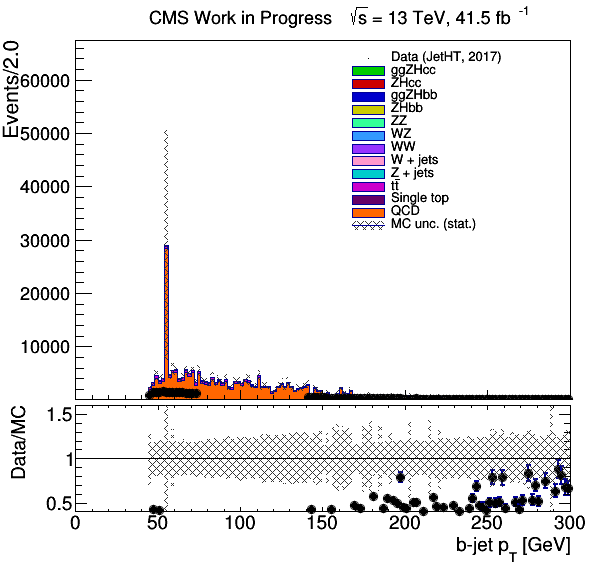 CMS Work in Progress √s = 13 TeV, 41.5 fb⁻¹
Events/2.0
60000
50000
40000
30000
20000
10000
Data (JetHT, 2017)
ggZHcc
ZHcc
ggZHbb
ZHbb
ZZ
WZ
WW
W + jets
Z + jets
tt̄
Single top
QCD
MC unc. (stat.)
Data/MC
1.5
1
0.5
0 50 100 150 200 250 300
b-jet p_T [GeV]